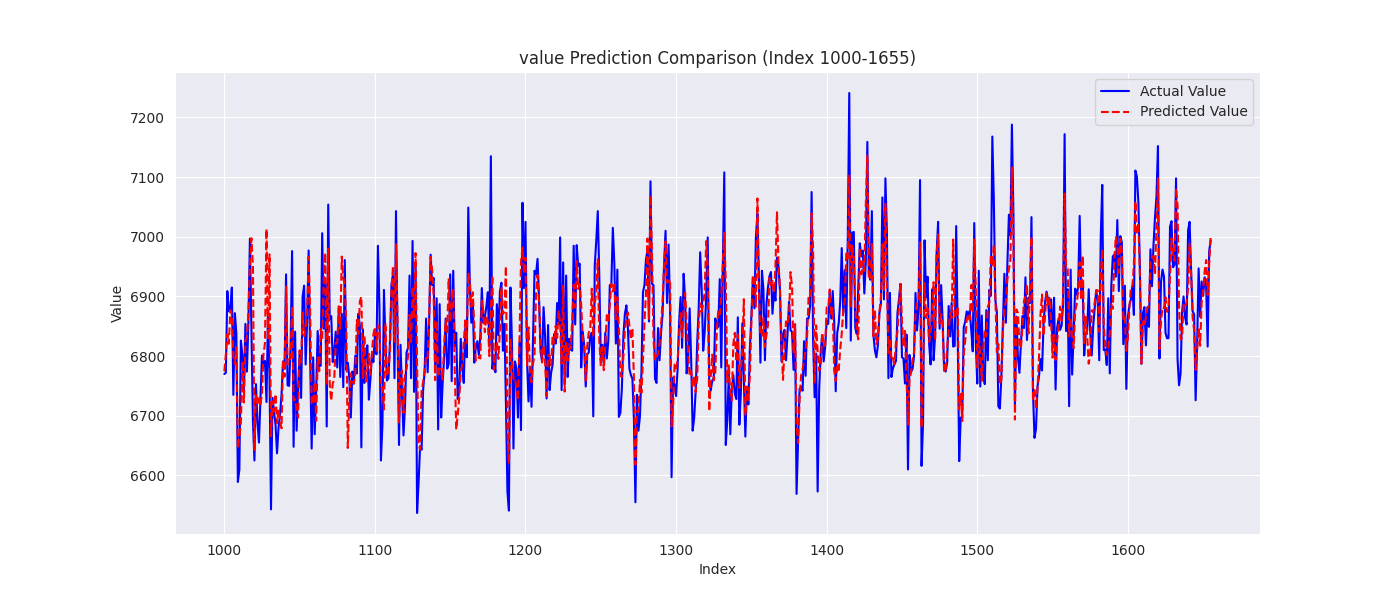 value Prediction Comparison (Index 1000-1655)
Actual Value
Predicted Value
7200
7100
7000
6900
6800
6700
6600
Value
1000 1100 1200 1300 1400 1500 1600
Index